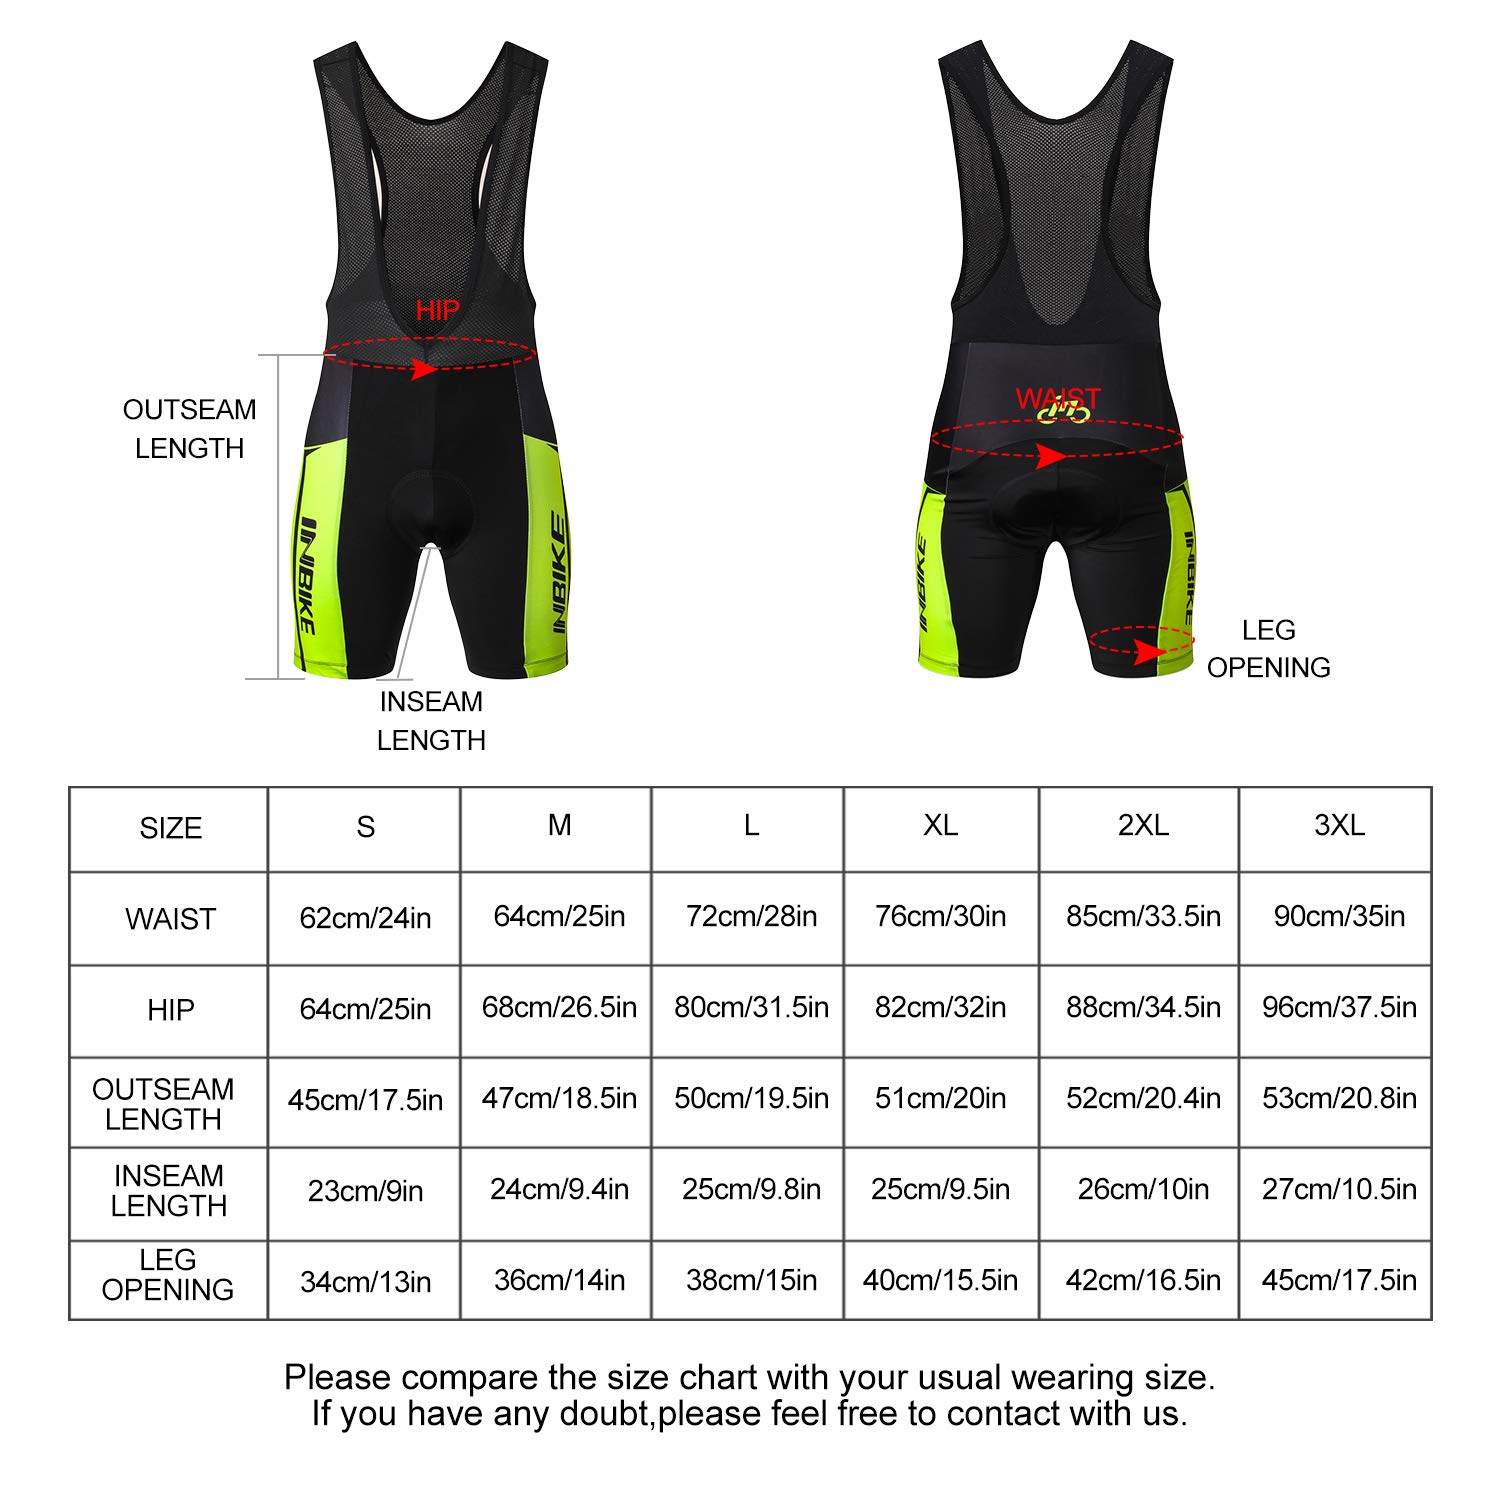 HIP
WAIST
OUTSEAM
LENGTH
INBIKE
INBIKE
INBIKE
INBIKE
LEG
OPENING
INSEAM
LENGTH
SIZE S M L XL 2XL 3XL
WAIST 62cm/24in 64cm/25in 72cm/28in 76cm/30in 85cm/33.5in 90cm/35in
HIP 64cm/25in 68cm/26.5in 80cm/31.5in 82cm/32in 88cm/34.5in 96cm/37.5in
OUTSEAM
LENGTH 45cm/17.5in 47cm/18.5in 50cm/19.5in 51cm/20in 52cm/20.4in 53cm/20.8in
INSEAM
LENGTH 23cm/9in 24cm/9.4in 25cm/9.8in 25cm/9.5in 26cm/10in 27cm/10.5in
LEG
OPENING 34cm/13in 36cm/14in 38cm/15in 40cm/15.5in 42cm/16.5in 45cm/17.5in
Please compare the size chart with your usual wearing size.
If you have any doubt,please feel free to contact with us.